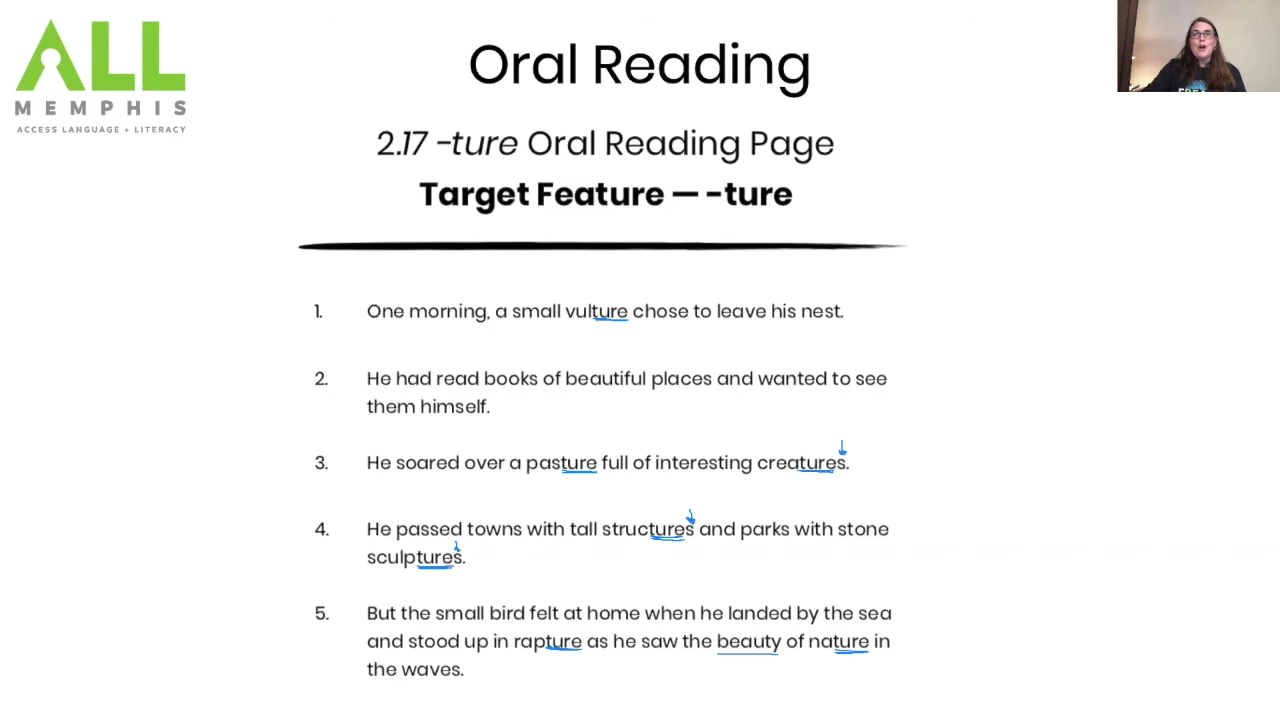 ALL
MEMPHIS
ACCESS LANGUAGE + LITERACY
Oral Reading
2.17 -ture Oral Reading Page
Target Feature — -ture
1. One morning, a small vulture chose to leave his nest.
2. He had read books of beautiful places and wanted to see
them himself.
3. He soared over a pasture full of interesting creatures.
4. He passed towns with tall structures and parks with stone
sculptures.
5. But the small bird felt at home when he landed by the sea
and stood up in rapture as he saw the beauty of nature in
the waves.